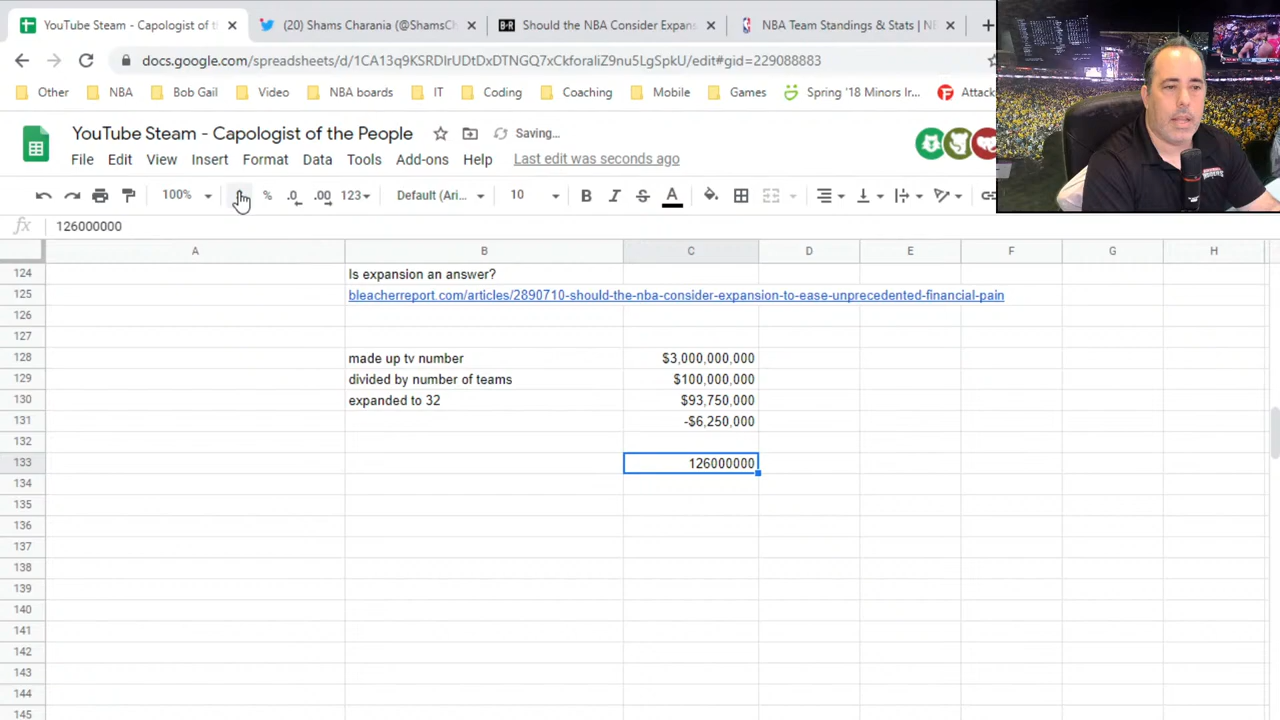 YouTube Steam - Capologist of t
(20) Shams Charania (@ShamsCh
B·R Should the NBA Consider Expan
NBA Team Standings & Stats | N
docs.google.com/spreadsheets/d/1CA13q9KSRDIrUDtDxDTNGQ7xCkforaIiZ9nu5LgSpkU/edit#gid=229088883
Other NBA Bob Gail Video NBA boards IT Coding Coaching Mobile Games Spring '18 Minors Ir... Attack
YouTube Steam - Capologist of the People Saving...
File Edit View Insert Format Data Tools Add-ons Help Last edit was seconds ago
100% % .0 .00 123 Default (Ari... 10 B I S A
fx 126000000
A B C D E F G H
124 Is expansion an answer?
125 bleacherreport.com/articles/2890710-should-the-nba-consider-expansion-to-ease-unprecedented-financial-pain
126
127
128 made up tv number $3,000,000,000
129 divided by number of teams $100,000,000
130 expanded to 32 $93,750,000
131 -$6,250,000
132
133 126000000
134
135
136
137
138
139
140
141
142
143
144
145